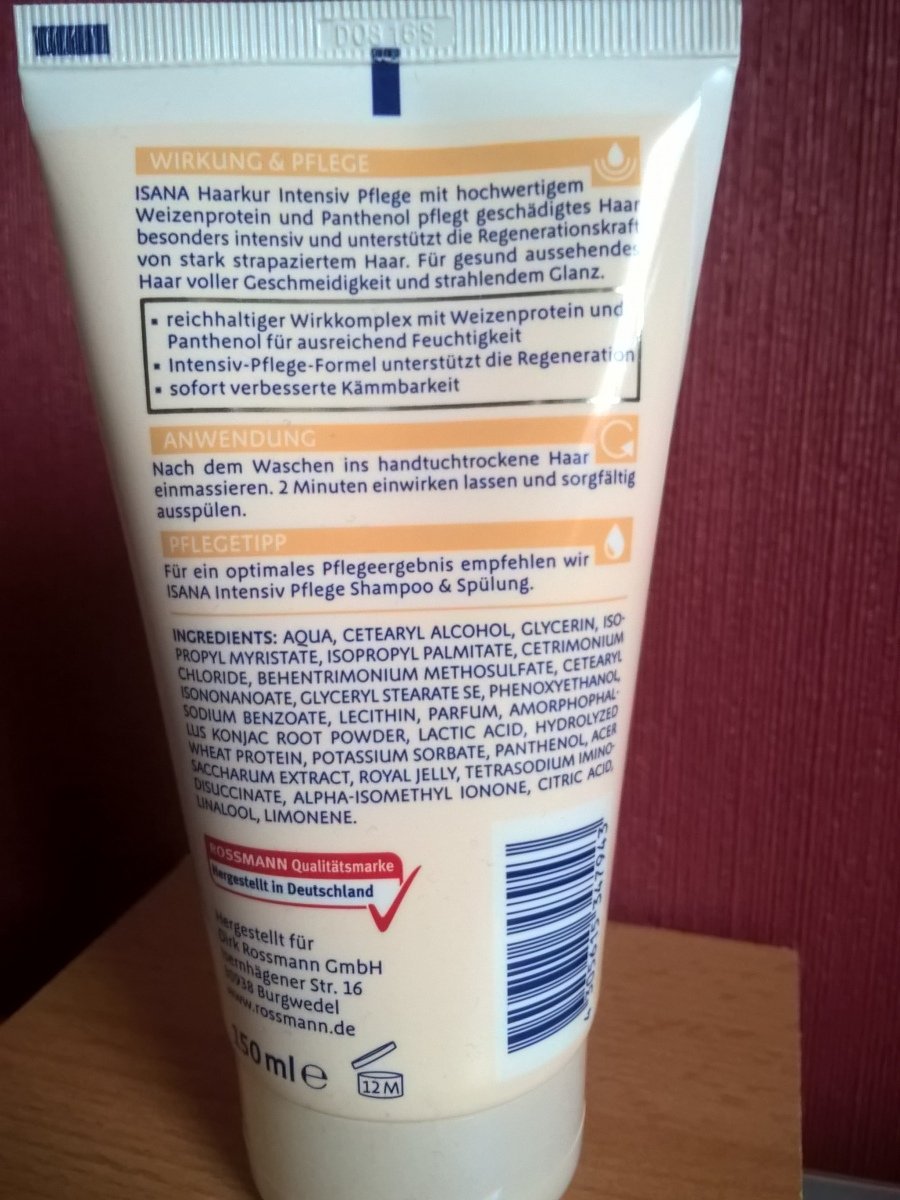 WIRKUNG & PFLEGE
ISANA Haarkur Intensiv Pflege mit hochwertigem
Weizenprotein und Panthenol pflegt geschädigtes Haar
besonders intensiv und unterstützt die Regenerationskraft
von stark strapaziertem Haar. Für gesund aussehendes
Haar voller Geschmeidigkeit und strahlendem Glanz.
▪ reichhaltiger Wirkkomplex mit Weizenprotein und
Panthenol für ausreichend Feuchtigkeit
▪ Intensiv-Pflege-Formel unterstützt die Regeneration
▪ sofort verbesserte Kämmbarkeit
ANWENDUNG
Nach dem Waschen ins handtuchtrockene Haar
einmassieren. 2 Minuten einwirken lassen und sorgfältig
ausspülen.
PFLEGETIPP
Für ein optimales Pflegeergebnis empfehlen wir
ISANA Intensiv Pflege Shampoo & Spülung.
INGREDIENTS: AQUA, CETEARYL ALCOHOL, GLYCERIN, ISO-
PROPYL MYRISTATE, ISOPROPYL PALMITATE, CETRIMONIUM
CHLORIDE, BEHENTRIMONIUM METHOSULFATE, CETEARYL
ISONONANOATE, GLYCERYL STEARATE SE, PHENOXYETHANOL,
SODIUM BENZOATE, LECITHIN, PARFUM, AMORPHOPHAL-
LUS KONJAC ROOT POWDER, LACTIC ACID, HYDROLYZED
WHEAT PROTEIN, POTASSIUM SORBATE, PANTHENOL, ACER
SACCHARUM EXTRACT, ROYAL JELLY, TETRASODIUM IMINO-
DISUCCINATE, ALPHA-ISOMETHYL IONONE, CITRIC ACID,
LINALOOL, LIMONENE.
ROSSMANN Qualitätsmarke
Hergestellt in Deutschland
Hergestellt für
Dirk Rossmann GmbH
Str. 16
Burgwedel
www.rossmann.de
150 ml e
12 M